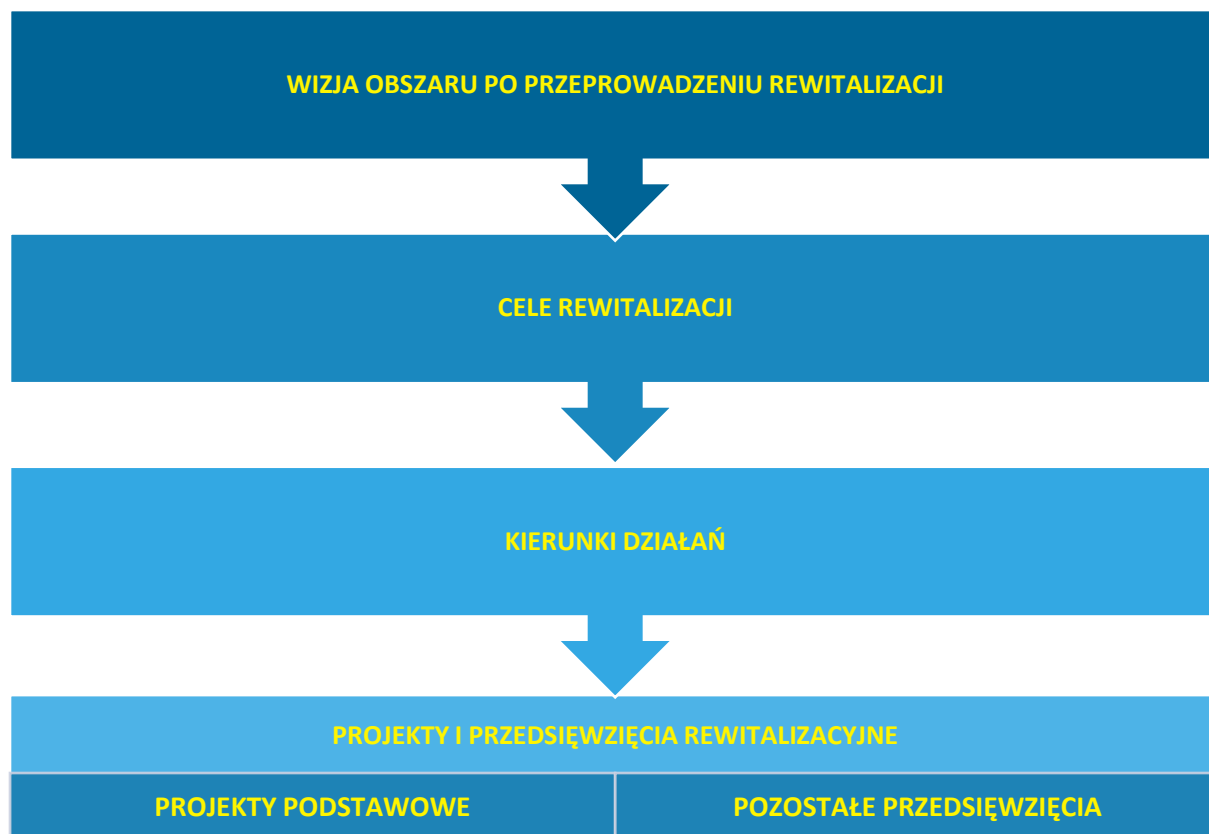 WIZJA OBSZARU PO PRZEPROWADZENIU REWITALIZACJI
CELE REWITALIZACJI
KIERUNKI DZIAŁAŃ
PROJEKTY I PRZEDSIĘWZIĘCIA REWITALIZACYJNE
PROJEKTY PODSTAWOWE
POZOSTAŁE PRZEDSIĘWZIĘCIA